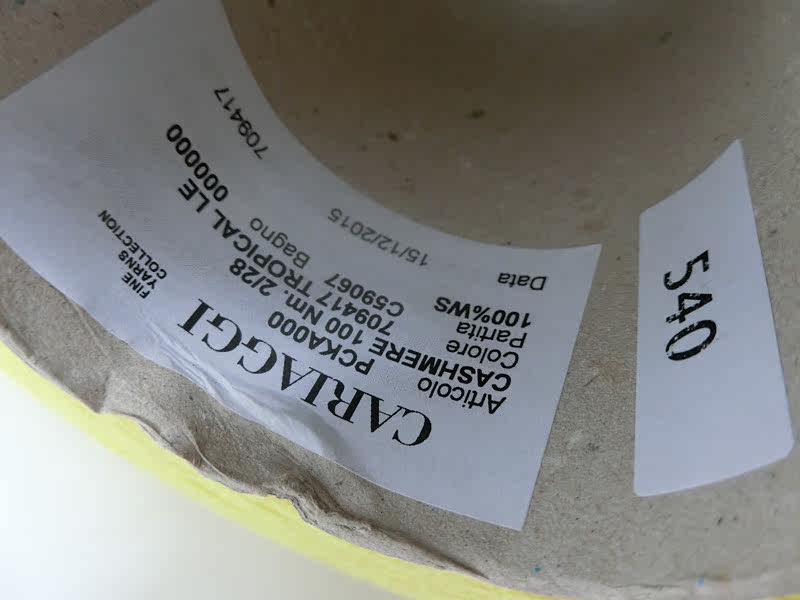 CARIAGGI
FINE
YARNS
COLLECTION
Articolo PCKA000
CASHMERE 100 Nm. 2/28
Colore 709417 TROPICAL LE
Partita C59067 Bagno 000000
100%WS
Data 15/12/2015 709417
540